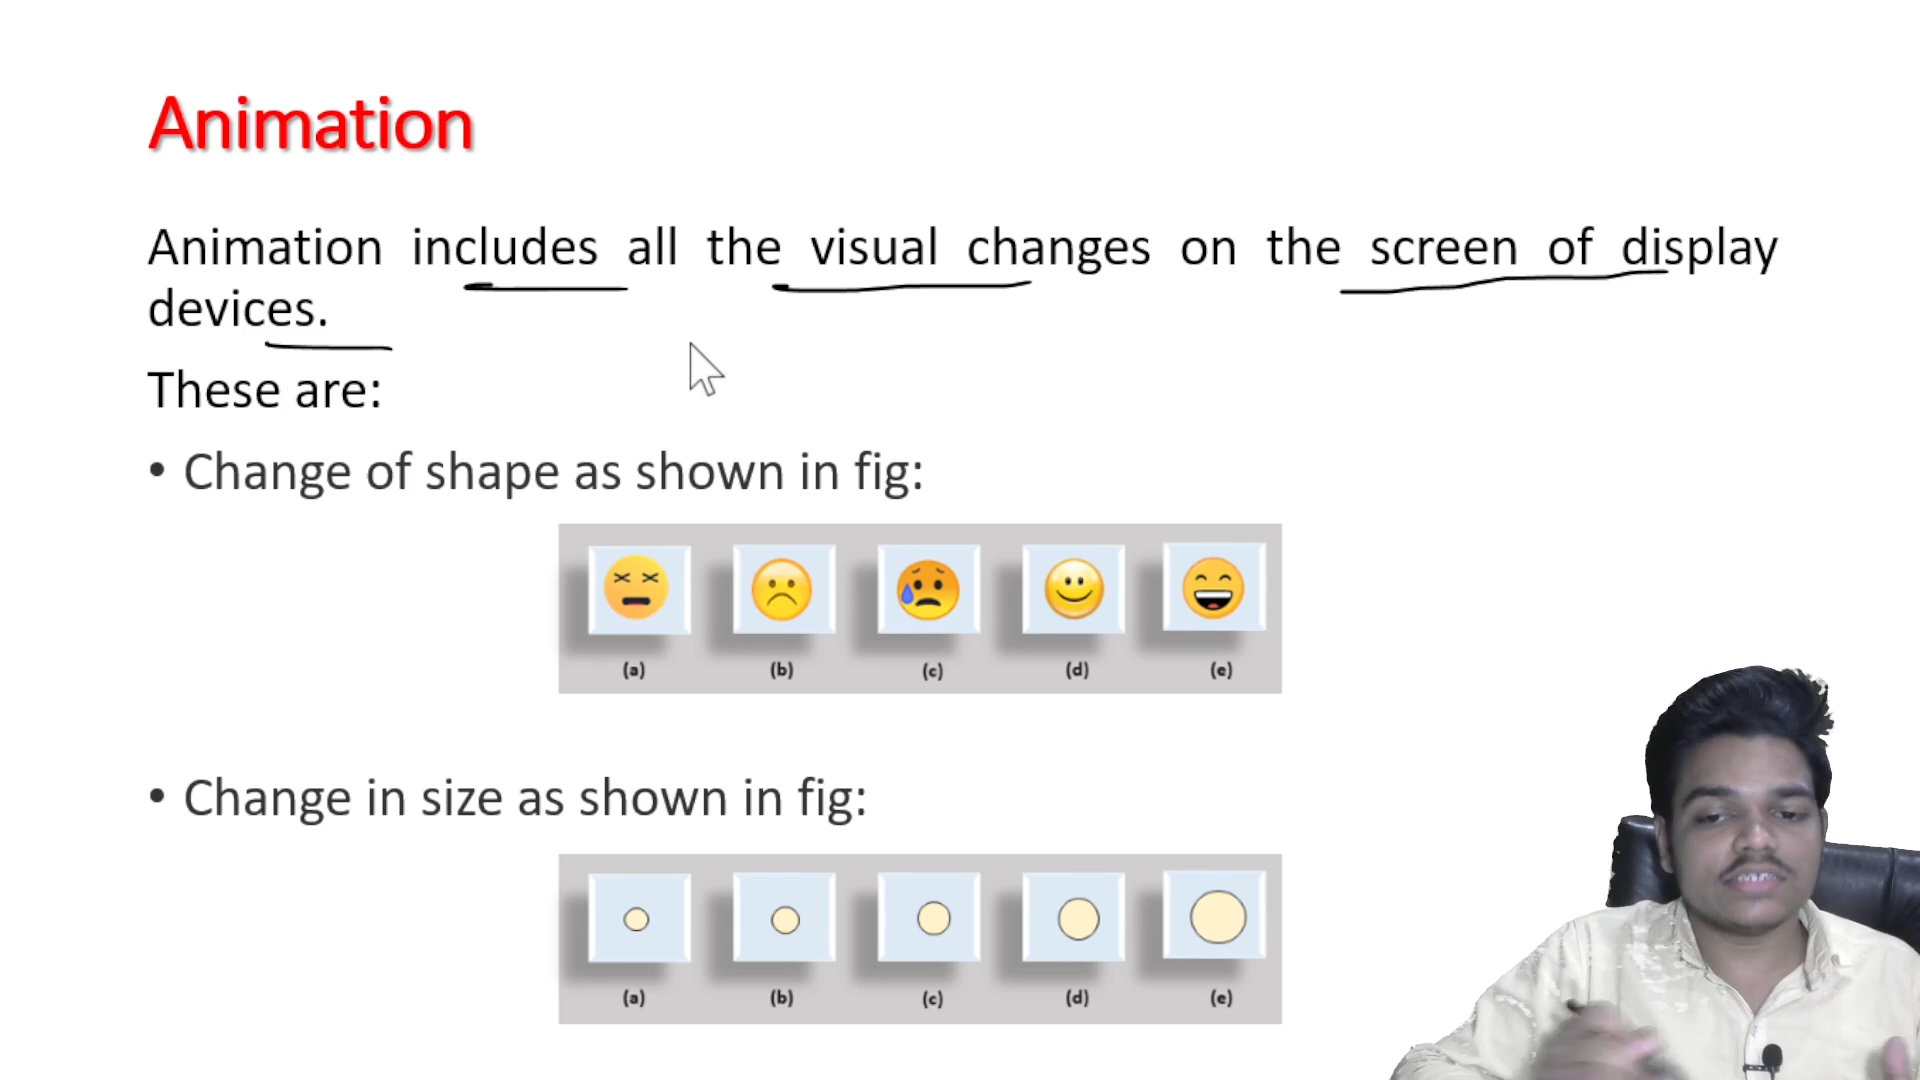 Animation
Animation includes all the visual changes on the screen of display
devices.
These are:
• Change of shape as shown in fig:
(a) (b) (c) (d) (e)
• Change in size as shown in fig:
(a) (b) (c) (d) (e)